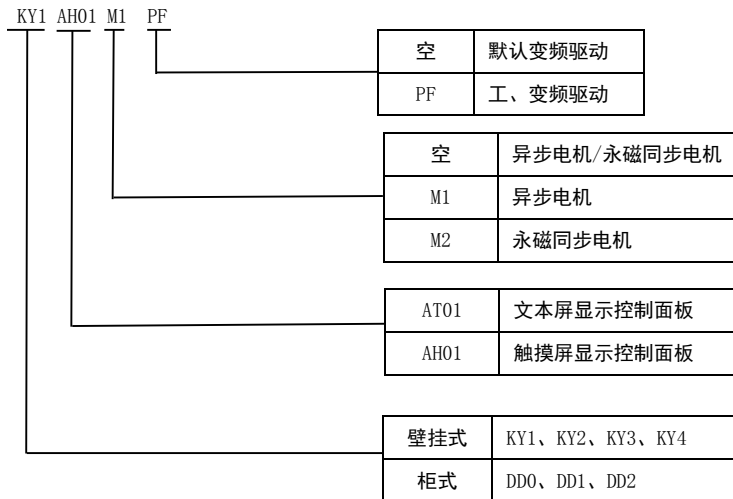 KY1 AH01 M1 PF
空 默认变频驱动
PF 工、变频驱动
空 异步电机/永磁同步电机
M1 异步电机
M2 永磁同步电机
AT01 文本屏显示控制面板
AH01 触摸屏显示控制面板
壁挂式 KY1、KY2、KY3、KY4
柜式 DD0、DD1、DD2